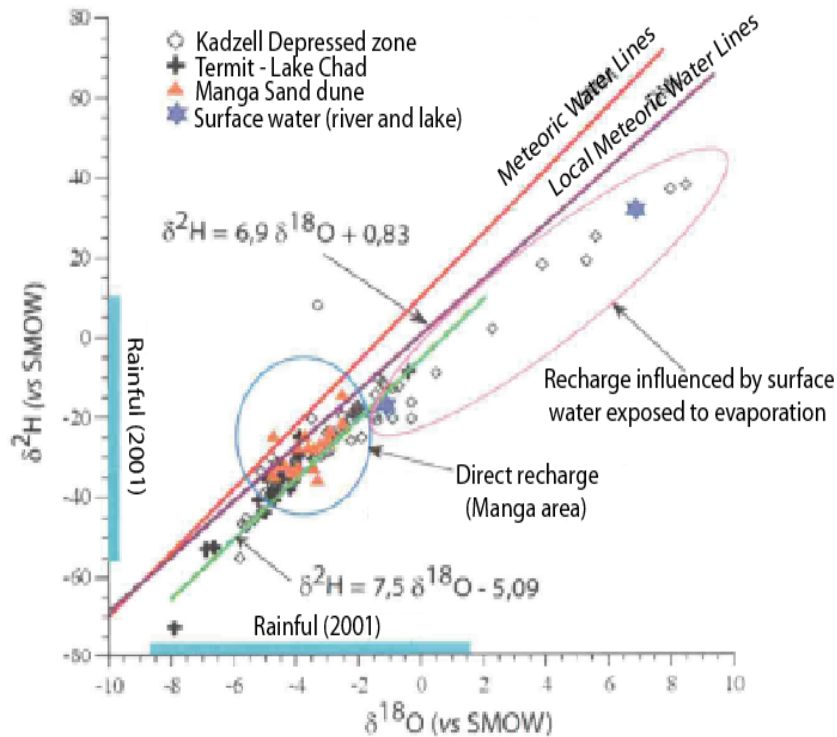 80
60
40
20
0
-20
-40
-60
-80
δ²H (vs SMOW)
Rainful (2001)
Kadzell Depressed zone
Termit - Lake Chad
Manga Sand dune
Surface water (river and lake)
Meteoric Water Lines
Local Meteoric Water Lines
δ²H = 6,9 δ¹⁸O + 0,83
Recharge influenced by surface
water exposed to evaporation
Direct recharge
(Manga area)
δ²H = 7,5 δ¹⁸O - 5,09
Rainful (2001)
-10 -8 -6 -4 -2 0 2 4 6 8 10
δ¹⁸O (vs SMOW)